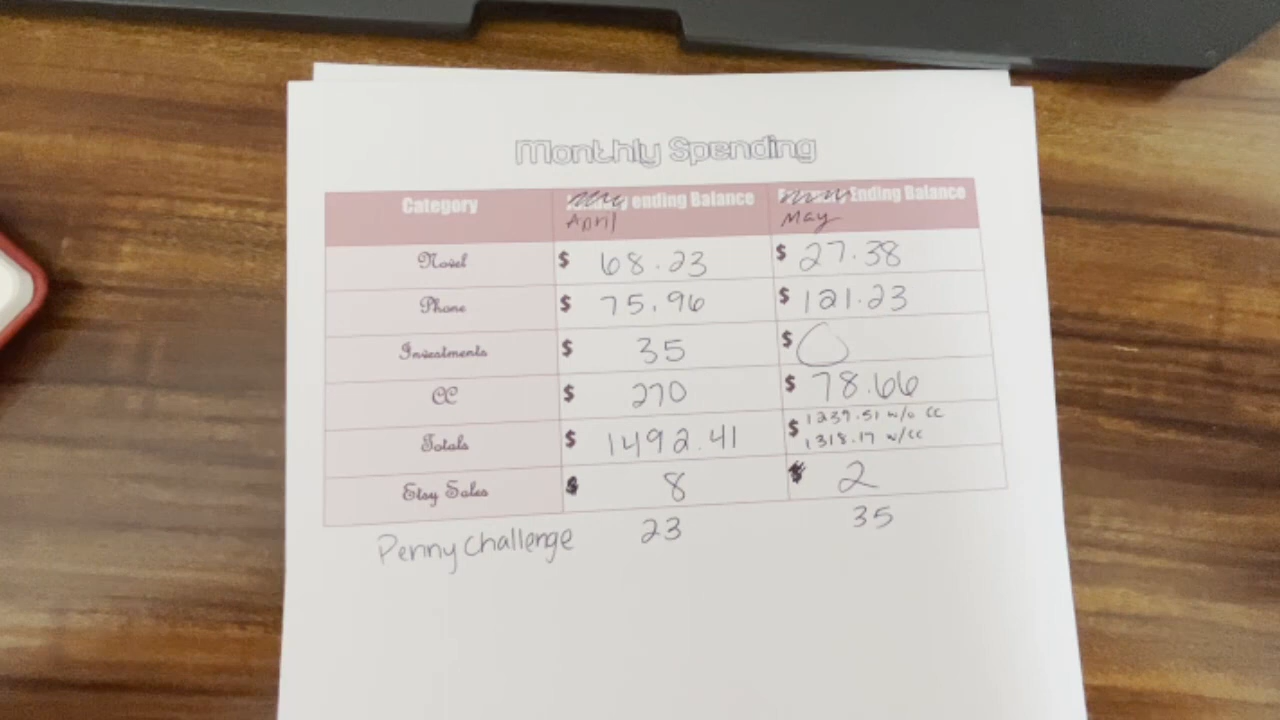 Monthly Spending
Category ending Balance Ending Balance
April May
Novel $ 68.23 $ 27.38
Phone $ 75.96 $ 121.23
Investments $ 35 $ 0
CC $ 270 $ 78.66
Totals $ 1492.41 $ 1239.51 w/o CC
1318.17 w/CC
Etsy Sales $ 8 $ 2
Penny Challenge 23 35